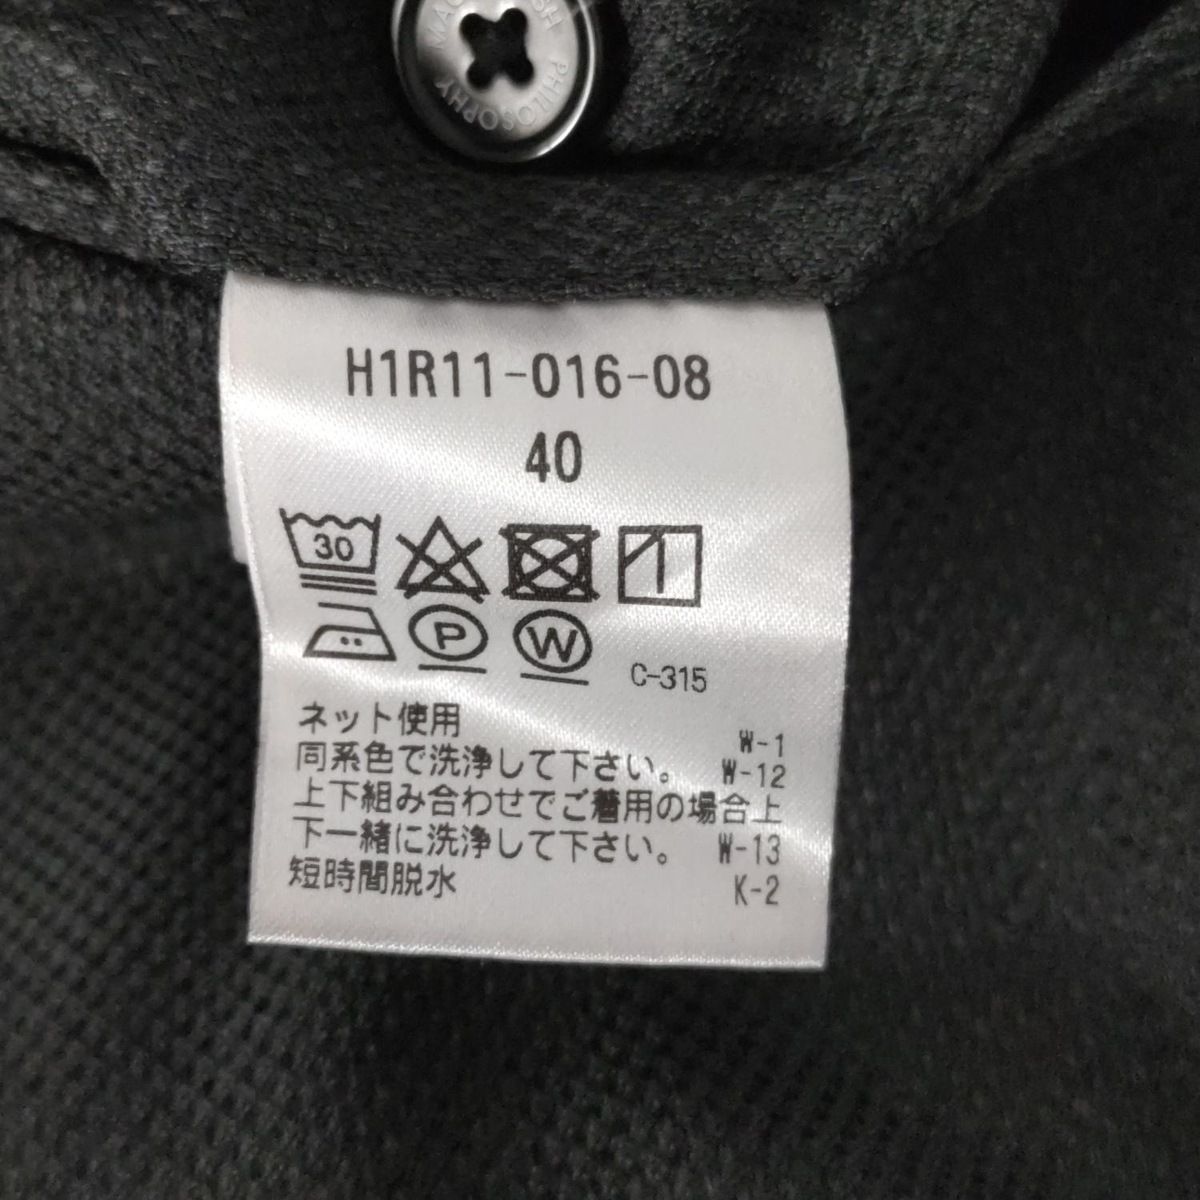 PHILOSOPHY
H1R11-016-08
40
30
P W C-315
ネット使用 W-1
同系色で洗浄して下さい。 W-12
上下組み合わせでご着用の場合上
下一緒に洗浄して下さい。 W-13
短時間脱水 K-2